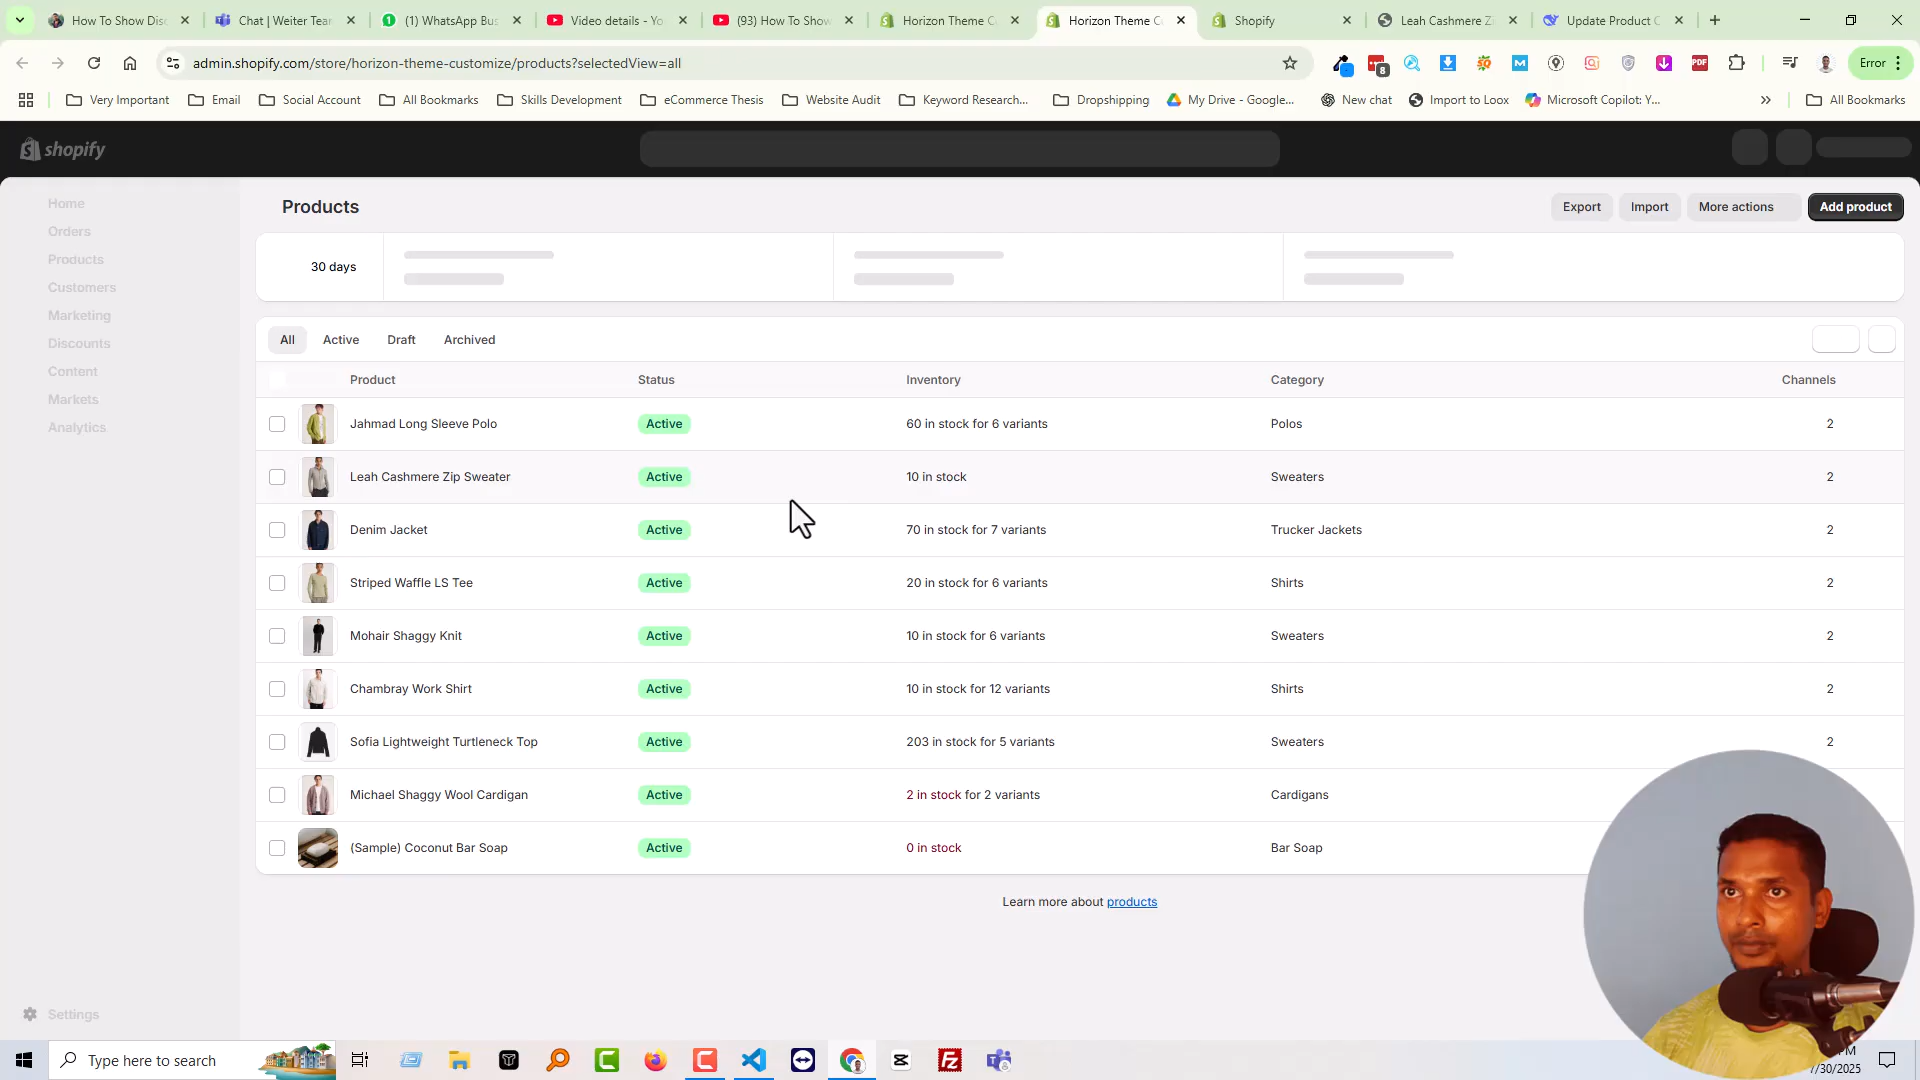 How To Show Disc
Chat | Weiter Tear
(1) WhatsApp Bus
Video details - Yo
(93) How To Show
Horizon Theme C
Horizon Theme C
Shopify
Leah Cashmere Z
Update Product C
admin.shopify.com/store/horizon-theme-customize/products?selectedView=all
8
PDF
Error
Very Important
Email
Social Account
All Bookmarks
Skills Development
eCommerce Thesis
Website Audit
Keyword Research...
Dropshipping
My Drive - Google...
New chat
Import to Loox
Microsoft Copilot: Y...
All Bookmarks
shopify
Home
Orders
Products
Customers
Marketing
Discounts
Content
Markets
Analytics
Settings
Products
Export
Import
More actions
Add product
30 days
All
Active
Draft
Archived
Product Status Inventory Category Channels
Jahmad Long Sleeve Polo Active 60 in stock for 6 variants Polos 2
Leah Cashmere Zip Sweater Active 10 in stock Sweaters 2
Denim Jacket Active 70 in stock for 7 variants Trucker Jackets 2
Striped Waffle LS Tee Active 20 in stock for 6 variants Shirts 2
Mohair Shaggy Knit Active 10 in stock for 6 variants Sweaters 2
Chambray Work Shirt Active 10 in stock for 12 variants Shirts 2
Sofia Lightweight Turtleneck Top Active 203 in stock for 5 variants Sweaters 2
Michael Shaggy Wool Cardigan Active 2 in stock for 2 variants Cardigans
(Sample) Coconut Bar Soap Active 0 in stock Bar Soap
Learn more about products
Type here to search
PM
7/30/2025